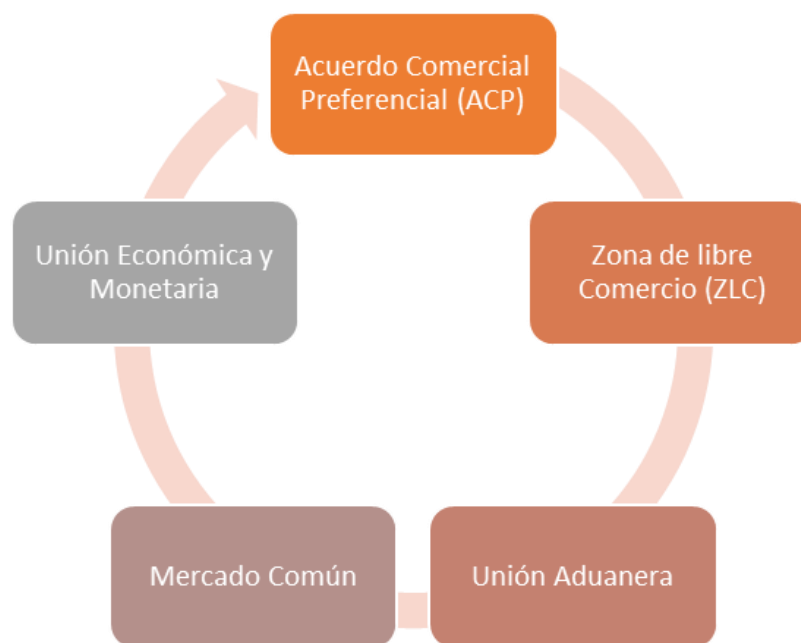 Acuerdo Comercial
Preferencial (ACP)
Zona de libre
Comercio (ZLC)
Unión Aduanera
Mercado Común
Unión Económica y
Monetaria